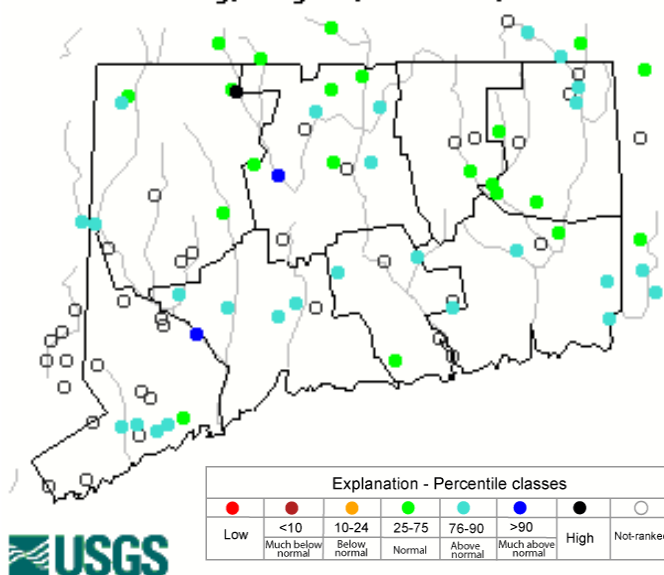 Explanation - Percentile classes
Low
<10
Much below
normal
10-24
Below
normal
25-75
Normal
76-90
Above
normal
>90
Much above
normal
High
Not-ranked
USGS